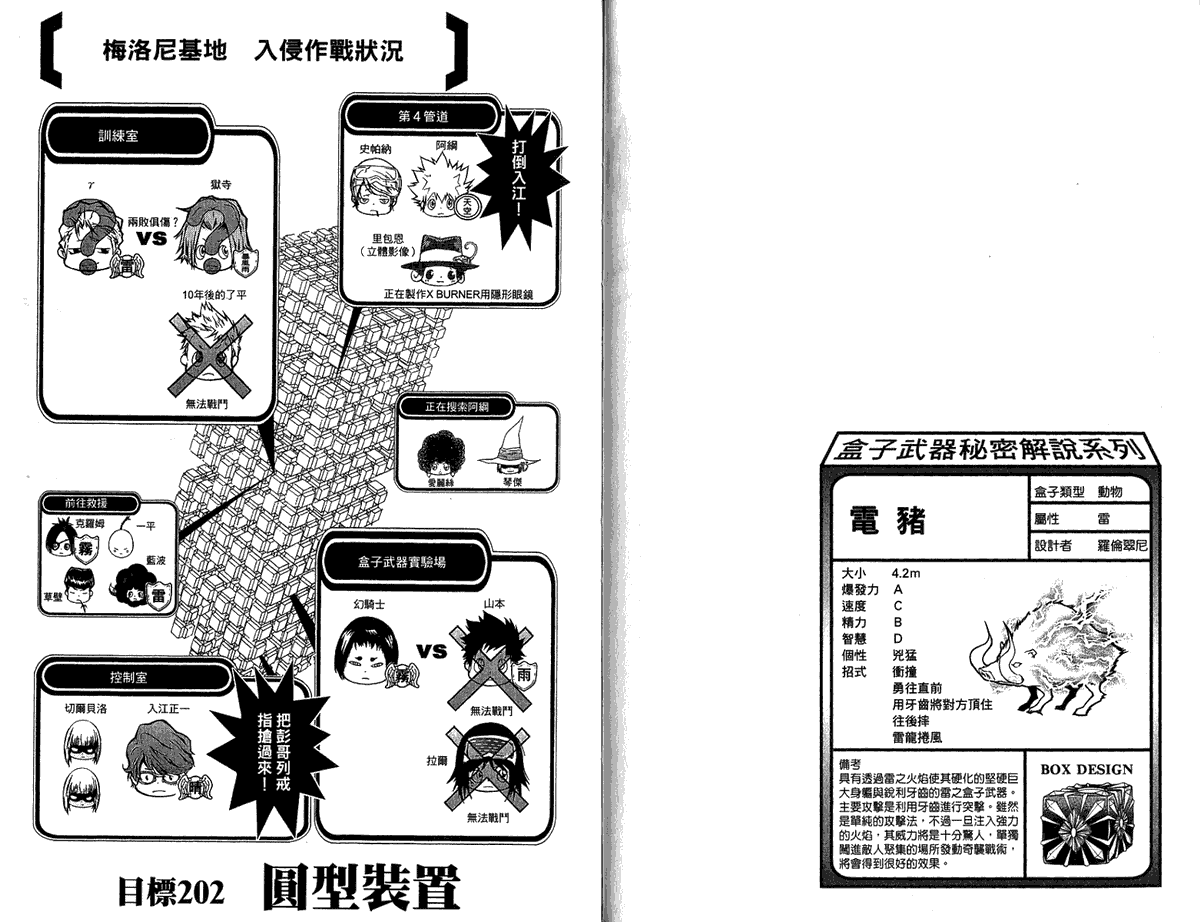 梅洛尼基地 入侵作戰狀況
訓練室
γ
獄寺
兩敗俱傷？
VS
雷
暴風雨
10年後的了平
無法戰鬥
第４管道
史帕納
阿綱
天空
打倒入江！
里包恩
（立體影像）
正在製作X BURNER用隱形眼鏡
正在搜索阿綱
愛麗絲
琴傑
前往救援
克羅姆
霧
一平
草壁
藍波
雷
盒子武器實驗場
幻騎士
霧
VS
山本
雨
無法戰鬥
拉爾
無法戰鬥
控制室
切爾貝洛
入江正一
晴
把彭哥列戒
指搶過來！
目標202 圓型裝置
盒子武器秘密解說系列
電豬
盒子類型 動物
屬性 雷
設計者 羅倫翠尼
大小 4.2m
爆發力 A
速度 C
精力 B
智慧 D
個性 兇猛
招式 衝撞
勇往直前
用牙齒將對方頂住
往後摔
雷龍捲風
備考
具有透過雷之火焰使其硬化的堅硬巨
大身軀與銳利牙齒的雷之盒子武器。
主要攻擊是利用牙齒進行突擊。雖然
是單純的攻擊法，不過一旦注入強力
的火焰，其威力將是十分驚人，單獨
闖進敵人聚集的場所發動奇襲戰術，
將會得到很好的效果。
BOX DESIGN